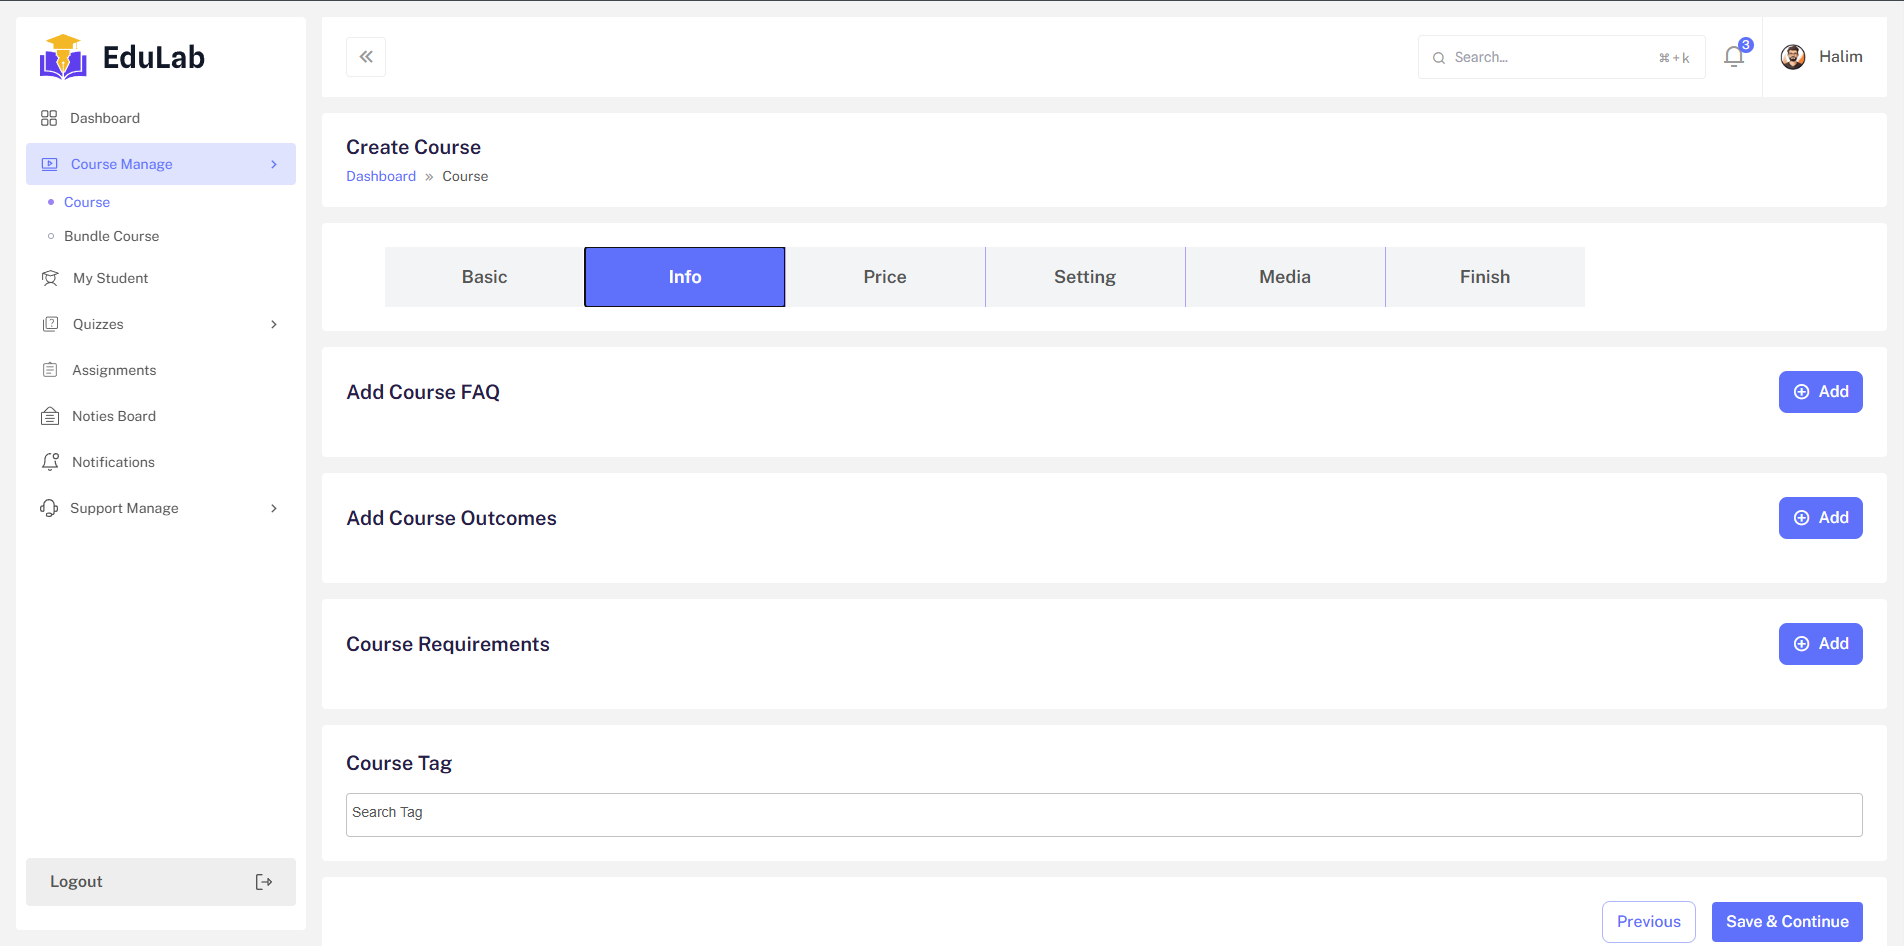 EduLab
Dashboard
Course Manage
Course
Bundle Course
My Student
Quizzes
Assignments
Noties Board
Notifications
Support Manage
Logout
Search...
⌘+k
3
Halim
Create Course
Dashboard » Course
Basic
Info
Price
Setting
Media
Finish
Add Course FAQ
Add
Add Course Outcomes
Add
Course Requirements
Add
Course Tag
Search Tag
Previous
Save & Continue